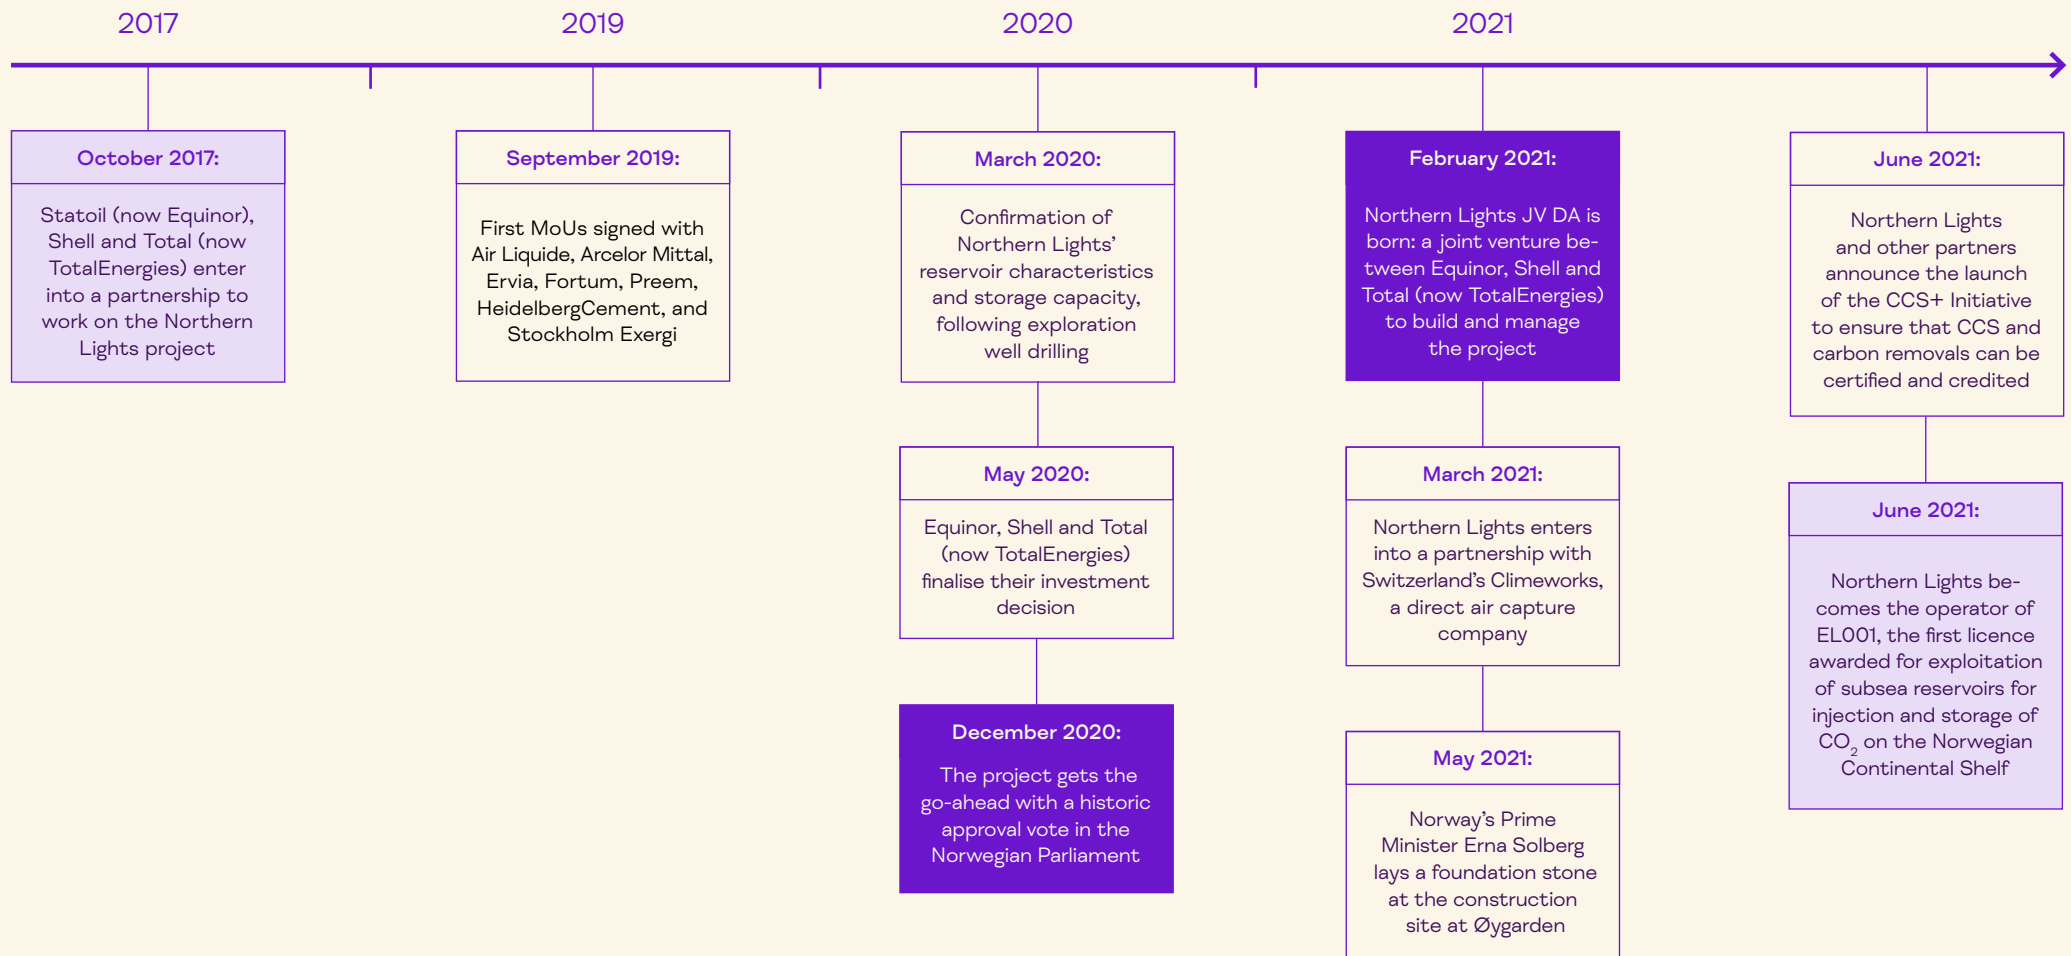 2017
October 2017:
Statoil (now Equinor),
Shell and Total (now
TotalEnergies) enter
into a partnership to
work on the Northern
Lights project
2019
September 2019:
First MoUs signed with
Air Liquide, Arcelor Mittal,
Ervia, Fortum, Preem,
HeidelbergCement, and
Stockholm Exergi
2020
March 2020:
Confirmation of
Northern Lights’
reservoir characteristics
and storage capacity,
following exploration
well drilling
May 2020:
Equinor, Shell and Total
(now TotalEnergies)
finalise their investment
decision
December 2020:
The project gets the
go-ahead with a historic
approval vote in the
Norwegian Parliament
2021
February 2021:
Northern Lights JV DA is
born: a joint venture be-
tween Equinor, Shell and
Total (now TotalEnergies)
to build and manage
the project
March 2021:
Northern Lights enters
into a partnership with
Switzerland’s Climeworks,
a direct air capture
company
May 2021:
Norway’s Prime
Minister Erna Solberg
lays a foundation stone
at the construction
site at Øygarden
June 2021:
Northern Lights
and other partners
announce the launch
of the CCS+ Initiative
to ensure that CCS and
carbon removals can be
certified and credited
June 2021:
Northern Lights be-
comes the operator of
EL001, the first licence
awarded for exploitation
of subsea reservoirs for
injection and storage of
CO₂ on the Norwegian
Continental Shelf